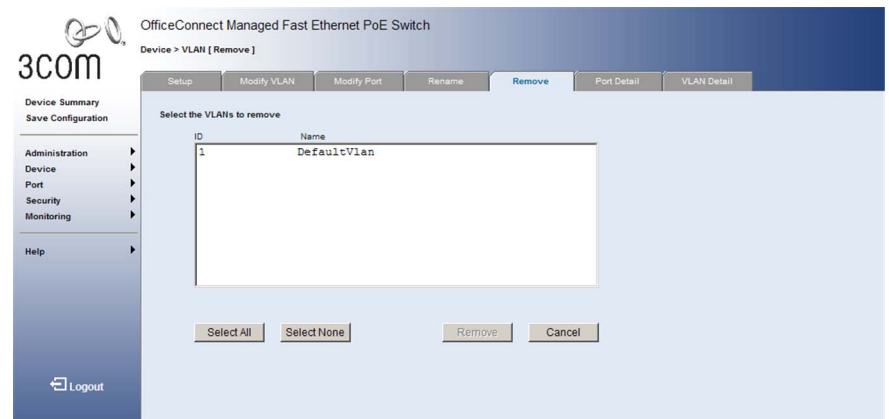 3COM
OfficeConnect Managed Fast Ethernet PoE Switch
Device > VLAN [ Remove ]
Setup Modify VLAN Modify Port Rename Remove Port Detail VLAN Detail
Device Summary
Save Configuration
Administration
Device
Port
Security
Monitoring
Help
Logout
Select the VLANs to remove
ID Name
1 DefaultVlan
Select All Select None Remove Cancel